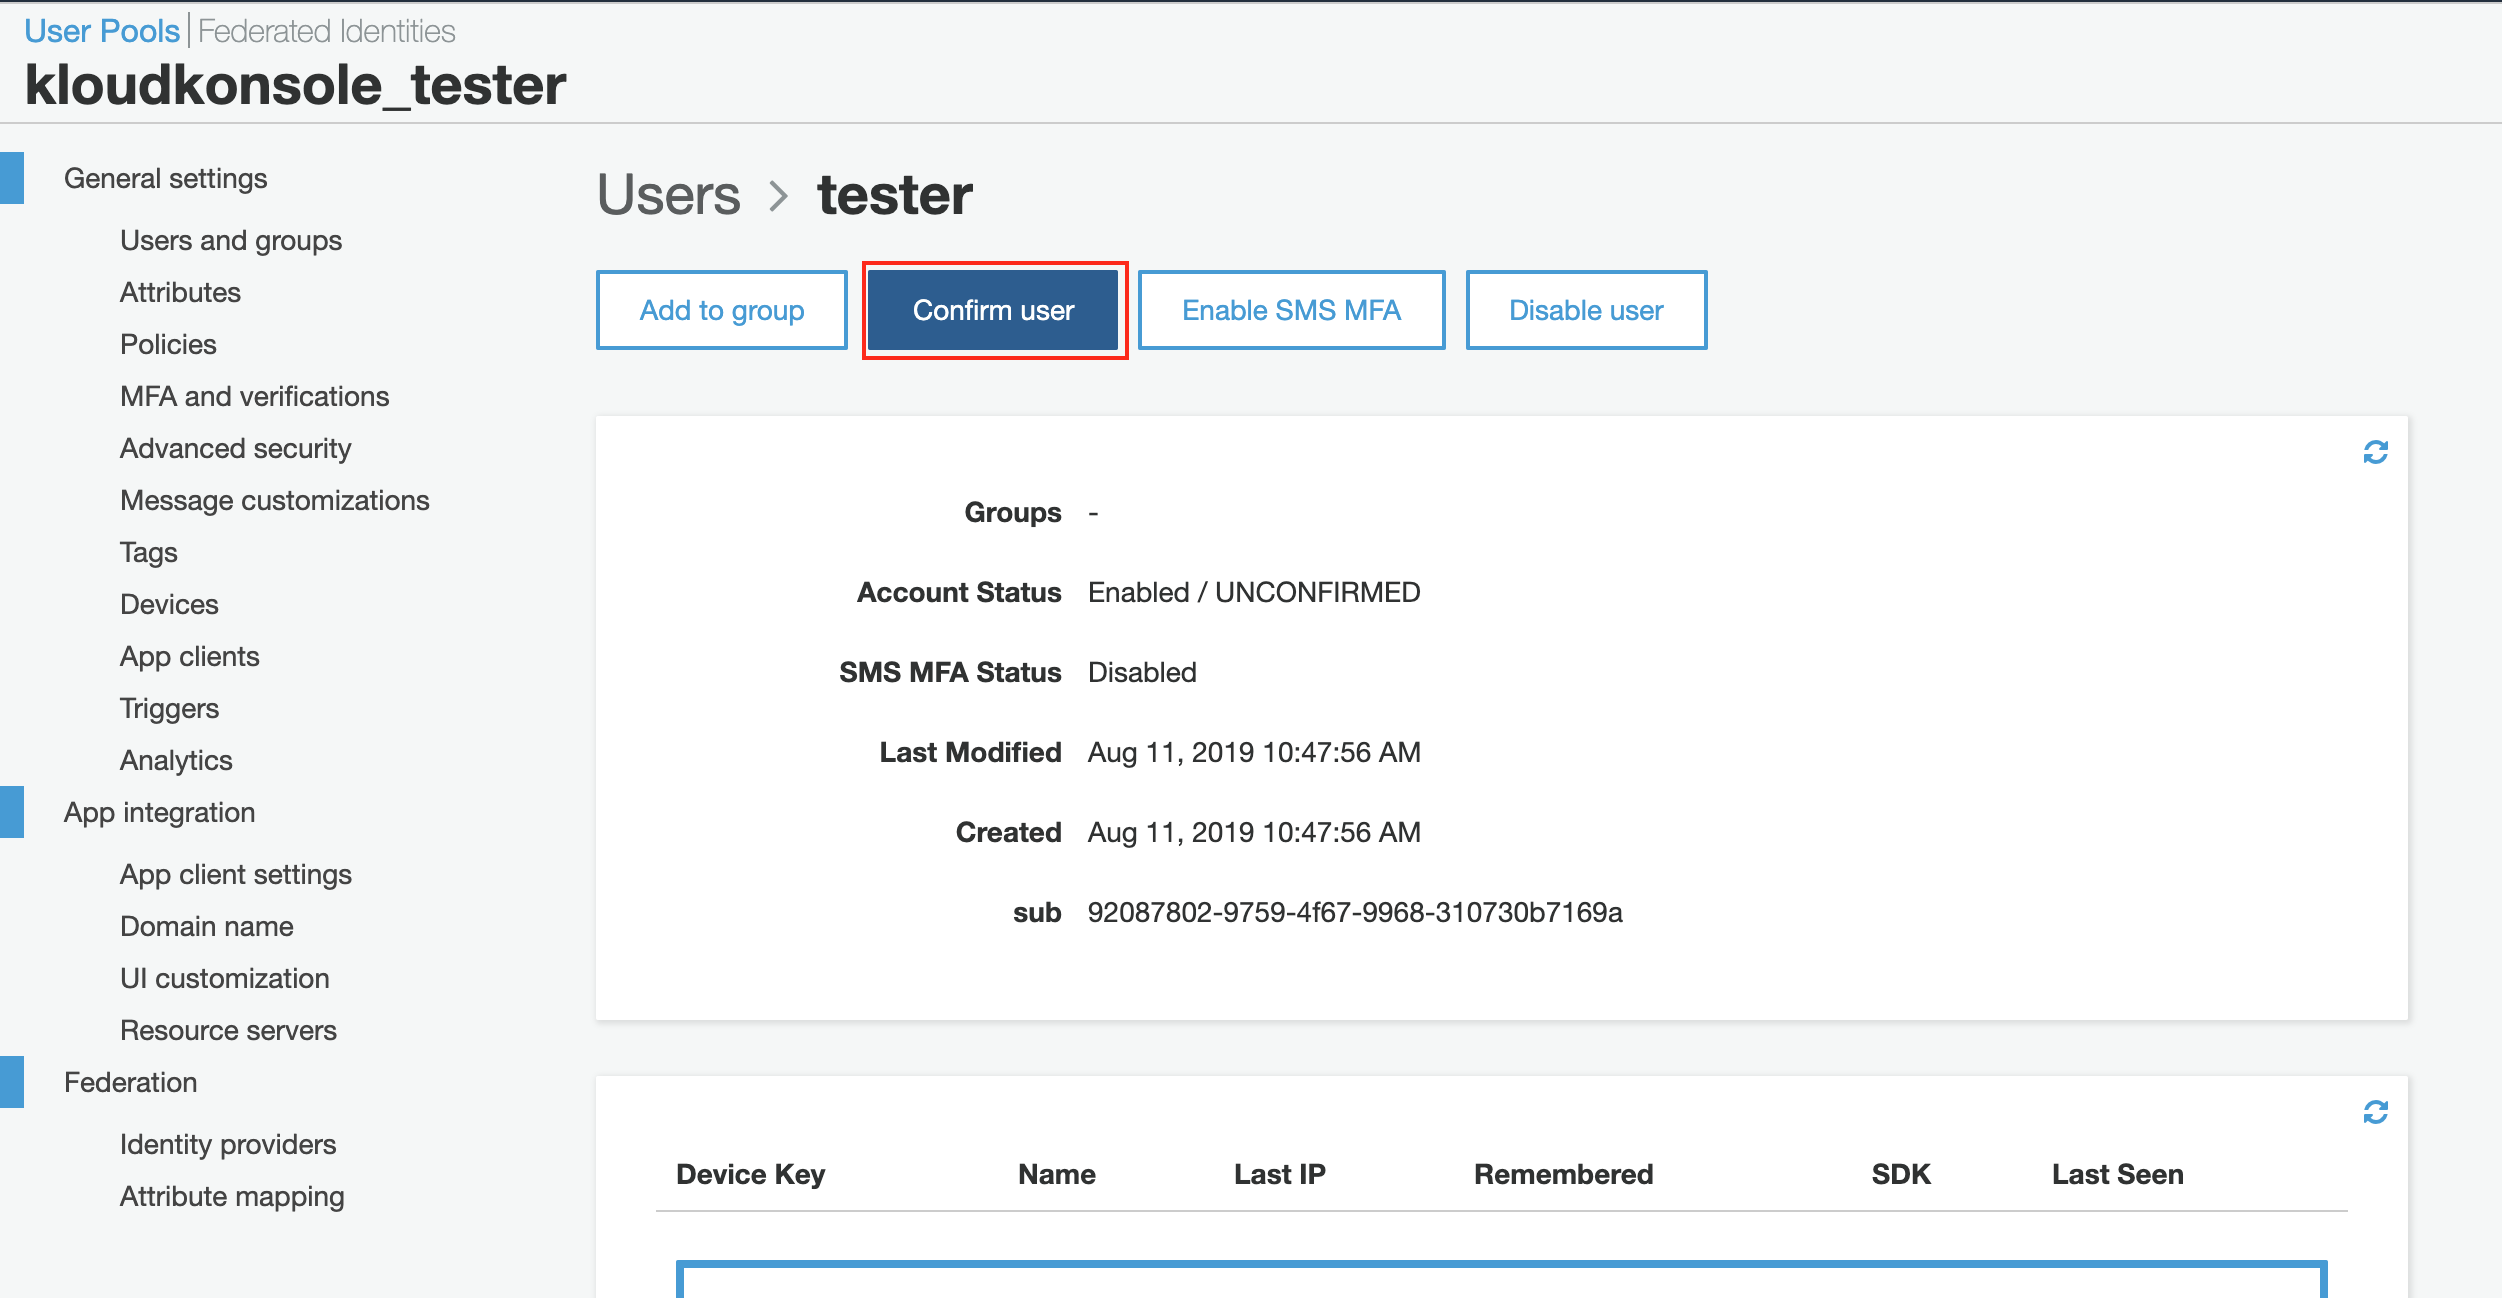 User Pools | Federated Identities
kloudkonsole_tester
General settings
Users and groups
Attributes
Policies
MFA and verifications
Advanced security
Message customizations
Tags
Devices
App clients
Triggers
Analytics
App integration
App client settings
Domain name
UI customization
Resource servers
Federation
Identity providers
Attribute mapping
Users > tester
Add to group Confirm user Enable SMS MFA Disable user
Groups -
Account Status Enabled / UNCONFIRMED
SMS MFA Status Disabled
Last Modified Aug 11, 2019 10:47:56 AM
Created Aug 11, 2019 10:47:56 AM
sub 92087802-9759-4f67-9968-310730b7169a
Device Key Name Last IP Remembered SDK Last Seen